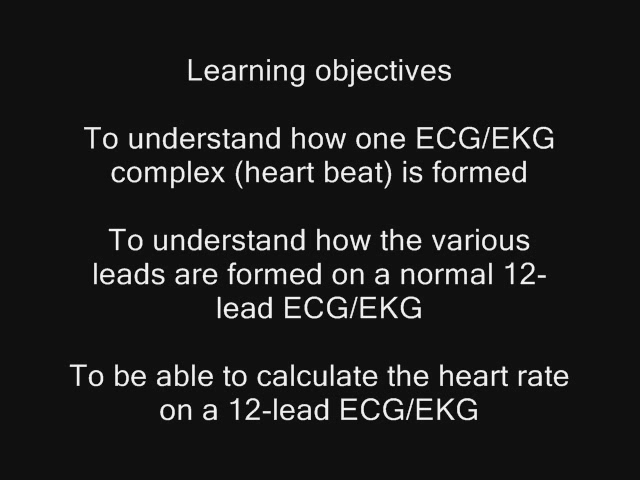 Learning objectives
To understand how one ECG/EKG
complex (heart beat) is formed
To understand how the various
leads are formed on a normal 12-
lead ECG/EKG
To be able to calculate the heart rate
on a 12-lead ECG/EKG